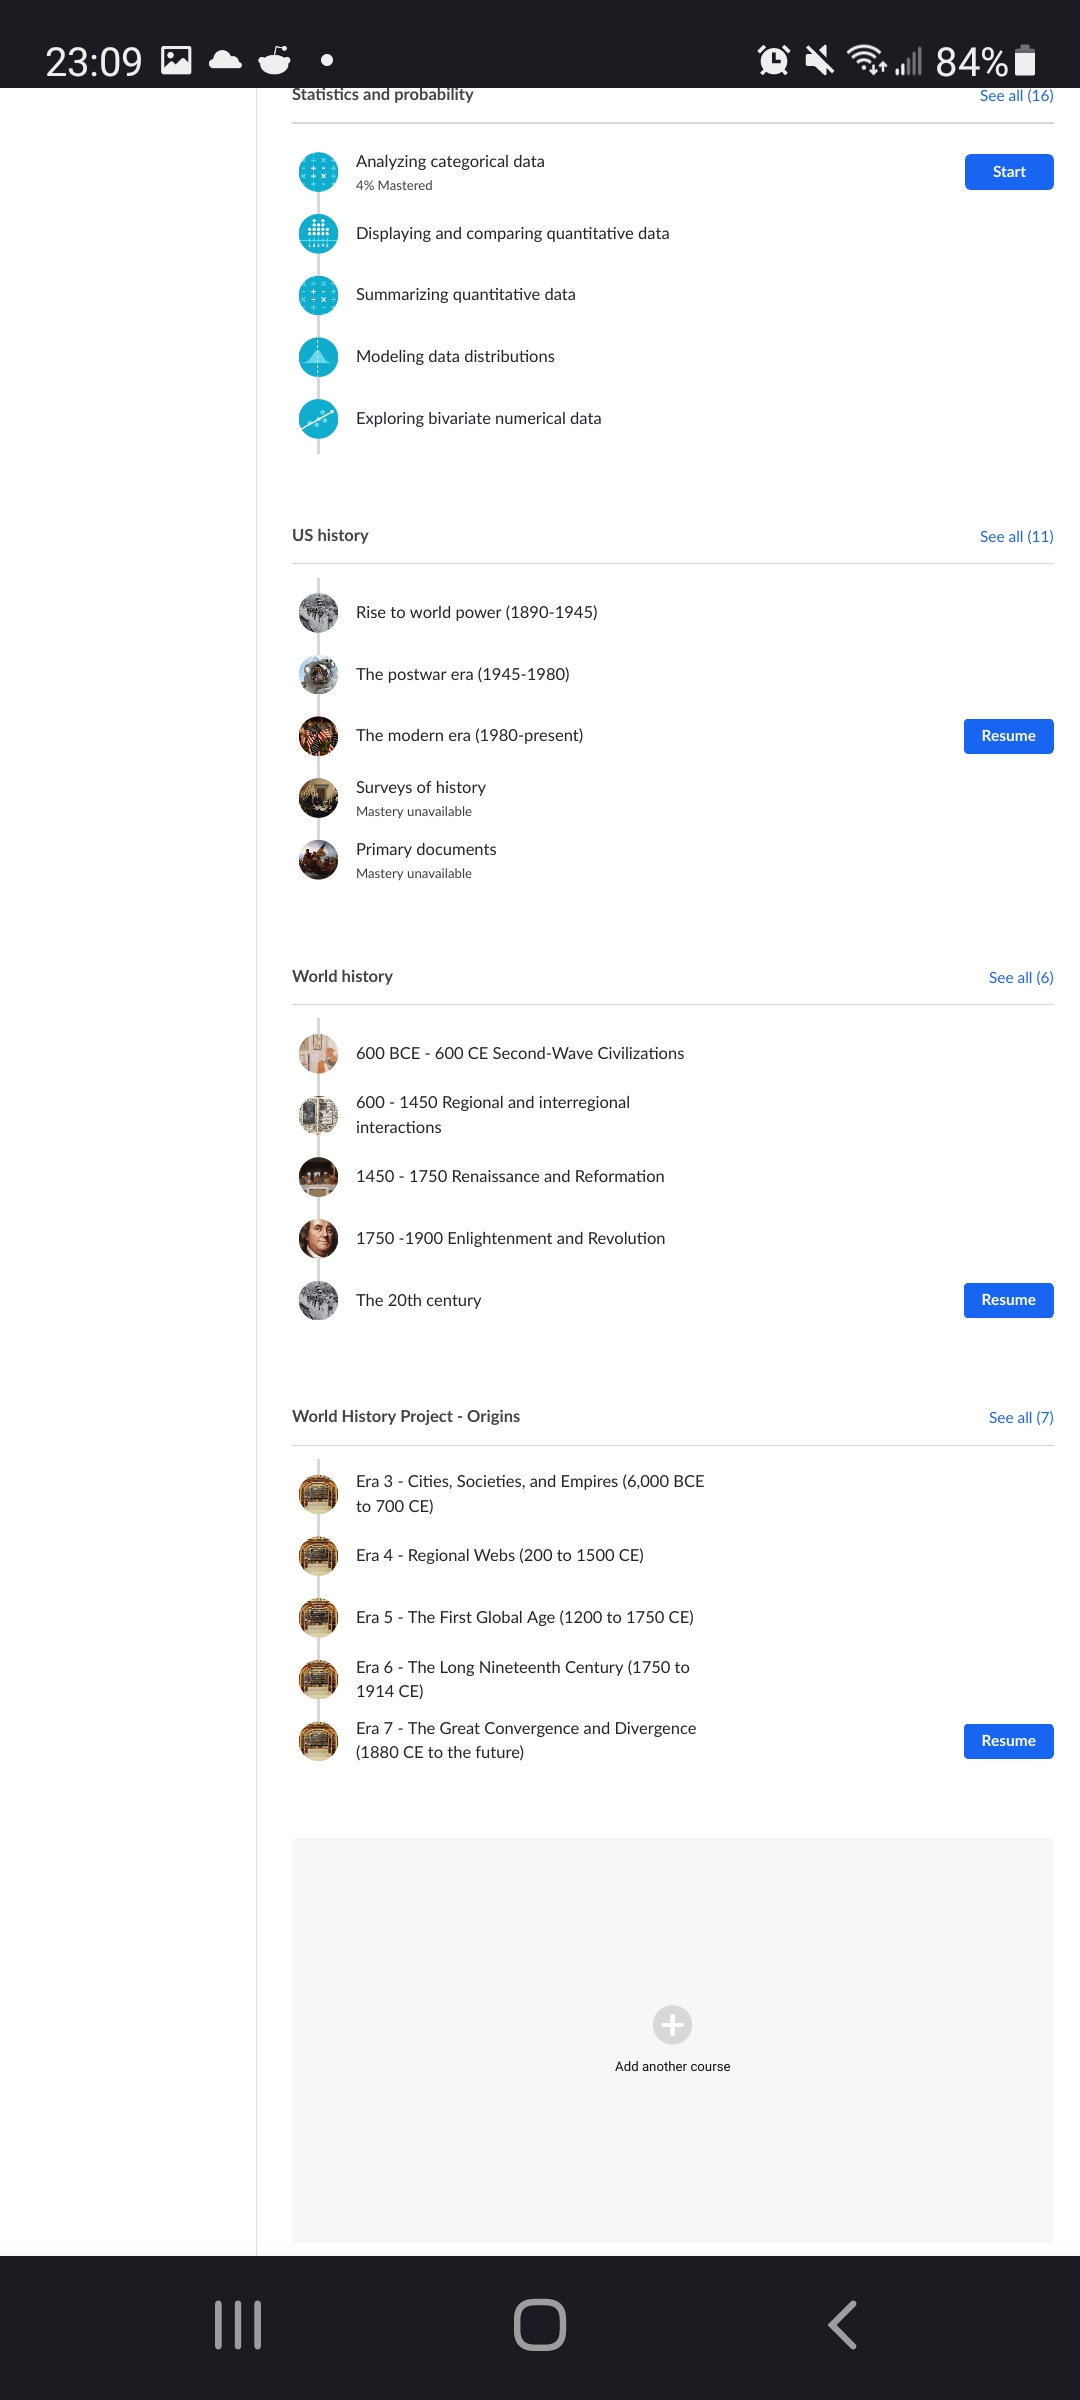 23:09
84%
Statistics and probability
See all (16)
Analyzing categorical data
4% Mastered
Start
Displaying and comparing quantitative data
Summarizing quantitative data
Modeling data distributions
Exploring bivariate numerical data
US history
See all (11)
Rise to world power (1890-1945)
The postwar era (1945-1980)
The modern era (1980-present)
Resume
Surveys of history
Mastery unavailable
Primary documents
Mastery unavailable
World history
See all (6)
600 BCE - 600 CE Second-Wave Civilizations
600 - 1450 Regional and interregional
interactions
1450 - 1750 Renaissance and Reformation
1750 -1900 Enlightenment and Revolution
The 20th century
Resume
World History Project - Origins
See all (7)
Era 3 - Cities, Societies, and Empires (6,000 BCE
to 700 CE)
Era 4 - Regional Webs (200 to 1500 CE)
Era 5 - The First Global Age (1200 to 1750 CE)
Era 6 - The Long Nineteenth Century (1750 to
1914 CE)
Era 7 - The Great Convergence and Divergence
(1880 CE to the future)
Resume
Add another course